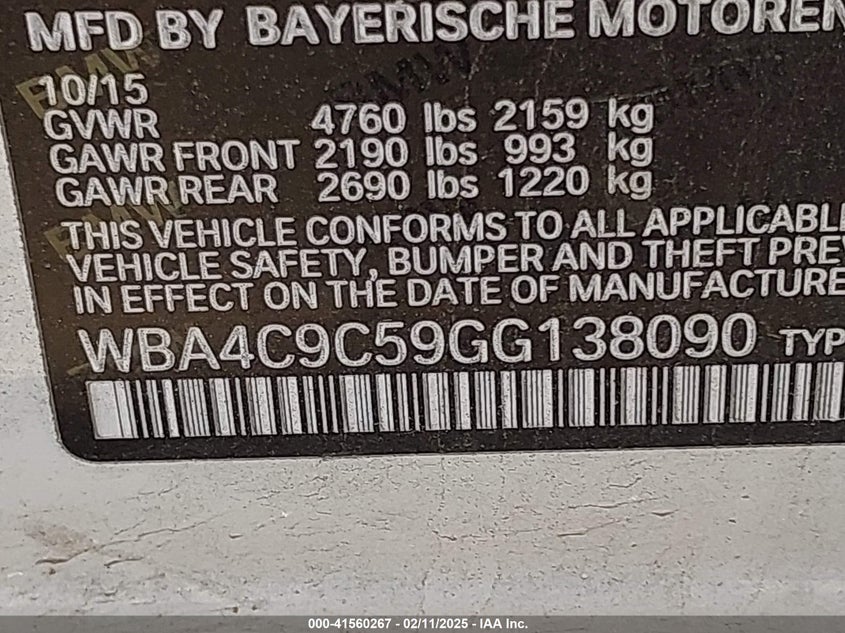 MFD BY BAYERISCHE MOTOREN
10/15
GVWR 4760 lbs 2159 kg
GAWR FRONT 2190 lbs 993 kg
GAWR REAR 2690 lbs 1220 kg
THIS VEHICLE CONFORMS TO ALL APPLICABLE
VEHICLE SAFETY, BUMPER AND THEFT PREV
IN EFFECT ON THE DATE OF MANUFACTURE
WBA4C9C59GG138090 TYP
000-41560267 - 02/11/2025 - IAA Inc.